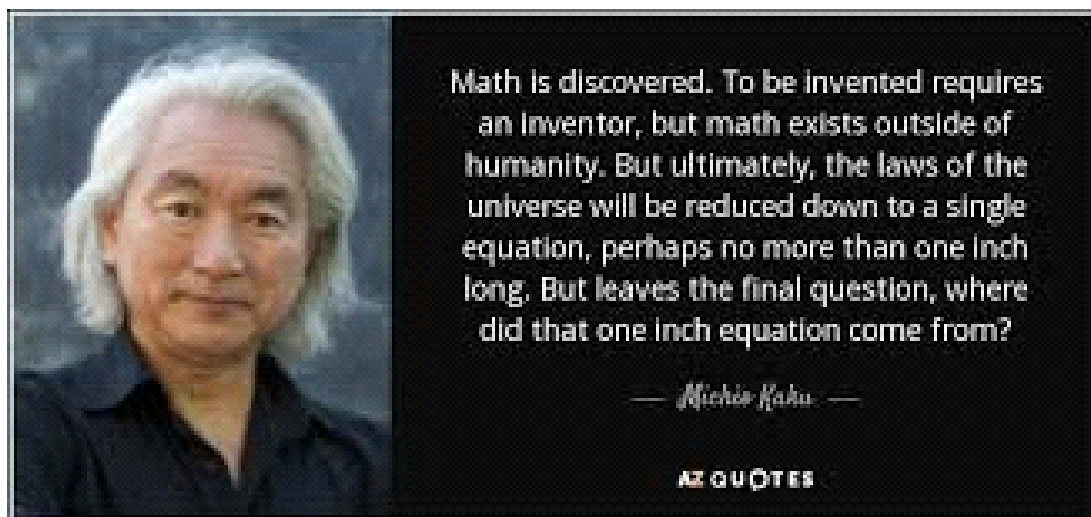 Math is discovered. To be invented requires
an inventor, but math exists outside of
humanity. But ultimately, the laws of the
universe will be reduced down to a single
equation, perhaps no more than one inch
long. But leaves the final question, where
did that one inch equation come from?
— Michio Kaku —
AZ QUOTES